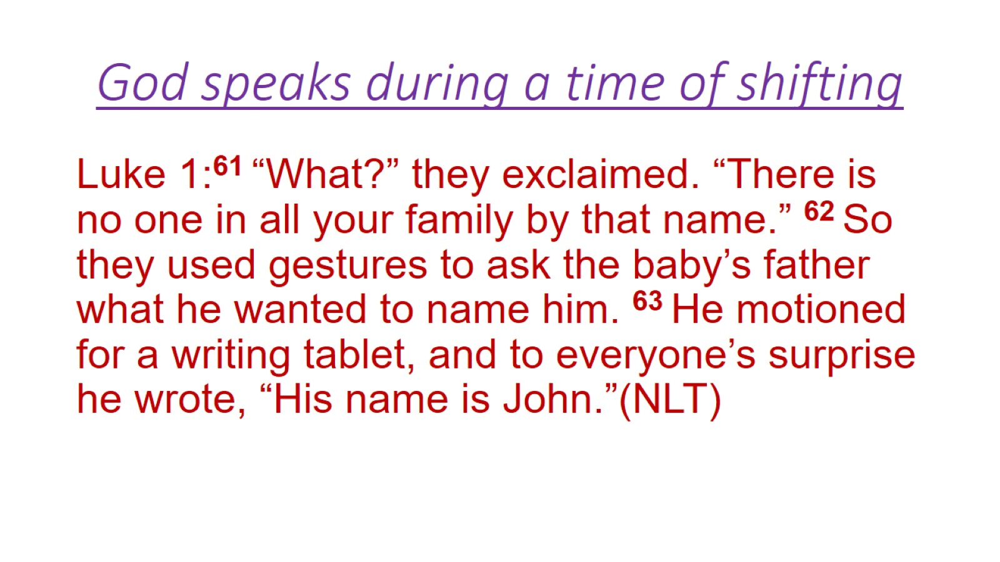 God speaks during a time of shifting
Luke 1:61 “What?” they exclaimed. “There is
no one in all your family by that name.” 62 So
they used gestures to ask the baby’s father
what he wanted to name him. 63 He motioned
for a writing tablet, and to everyone’s surprise
he wrote, “His name is John.”(NLT)